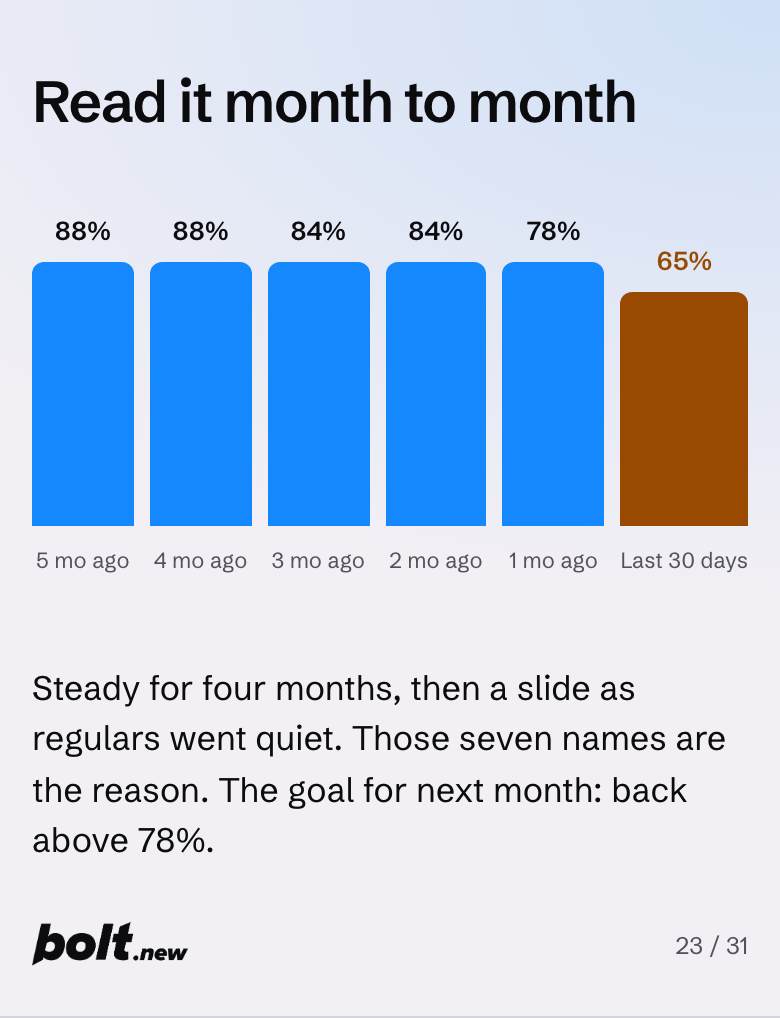 Read it month to month
88% 88% 84% 84% 78% 65%
5 mo ago 4 mo ago 3 mo ago 2 mo ago 1 mo ago Last 30 days
Steady for four months, then a slide as
regulars went quiet. Those seven names are
the reason. The goal for next month: back
above 78%.
bolt.new 23 / 31